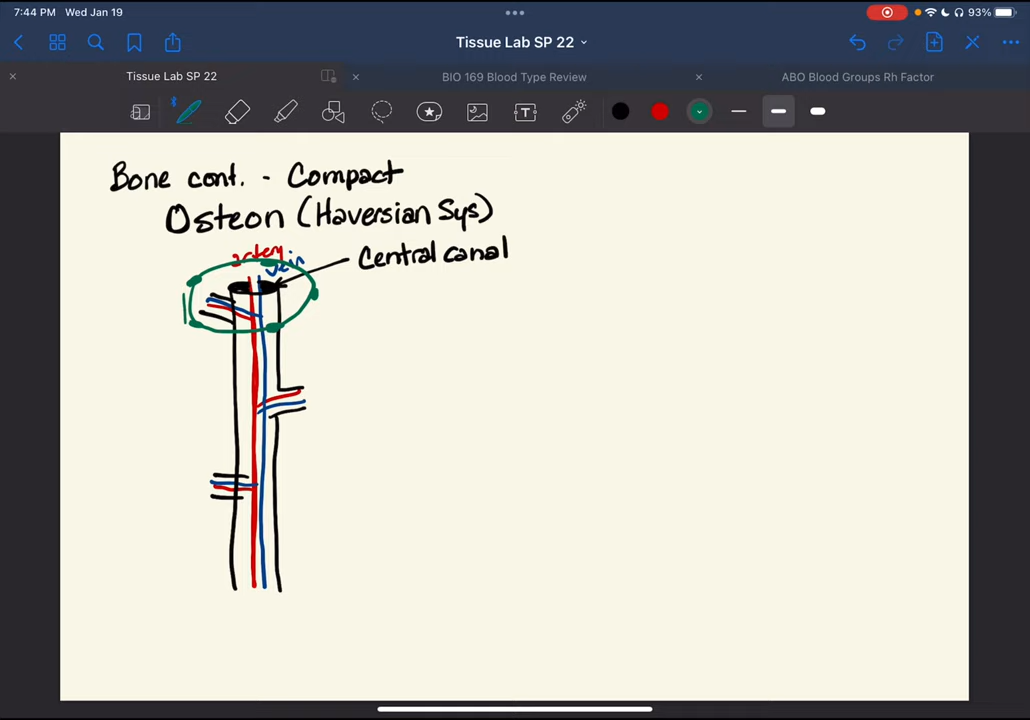 7:44 PM Wed Jan 19
93%
Tissue Lab SP 22
Tissue Lab SP 22
BIO 169 Blood Type Review
ABO Blood Groups Rh Factor
T
Bone cont. - Compact
Osteon (Haversian Sys)
artery
vein
Central canal